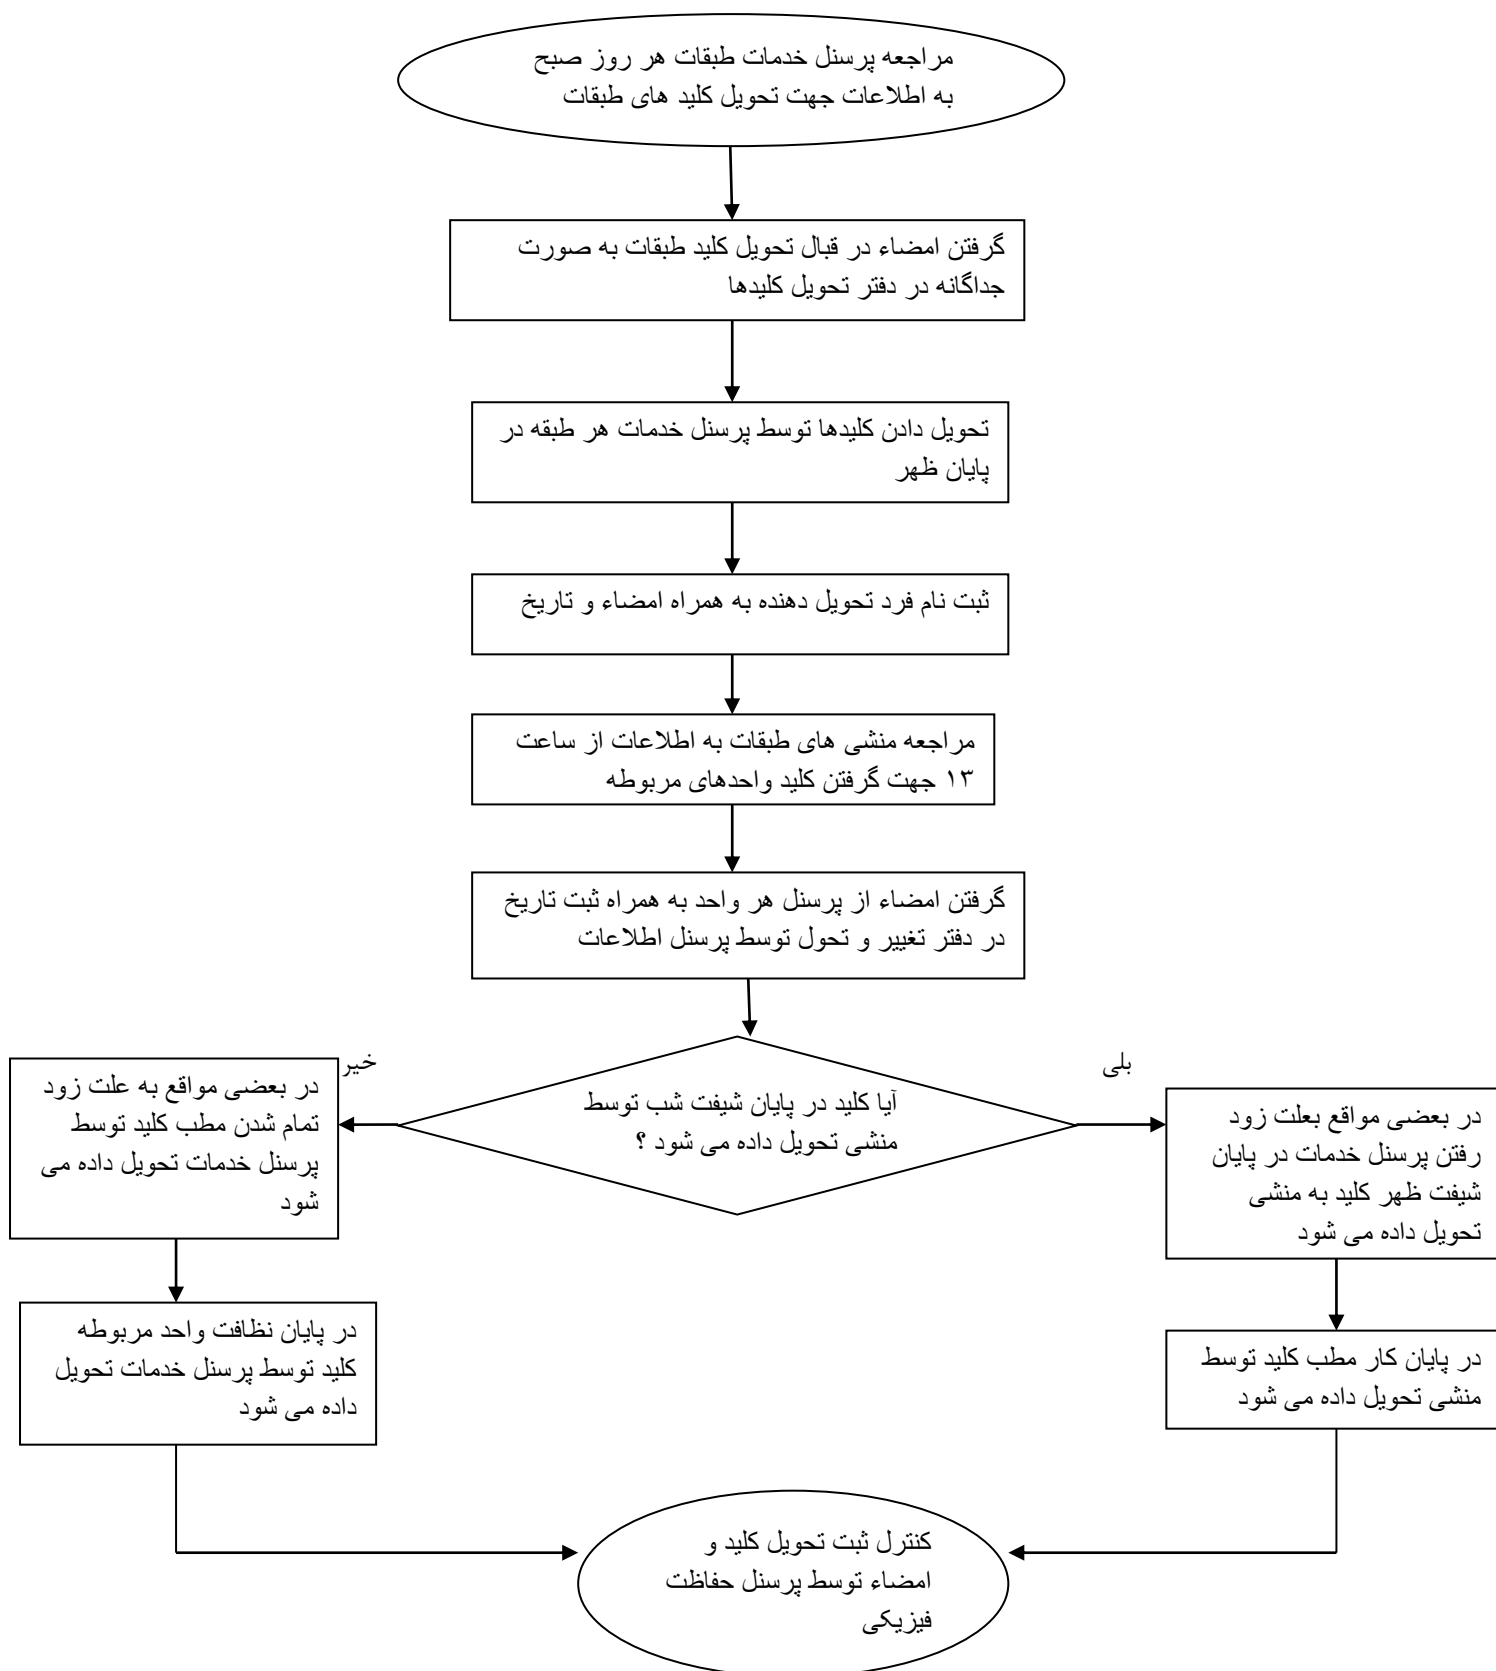 مراجعه پرسنل خدمات طبقات هر روز صبح
به اطلاعات جهت تحویل کلید های طبقات
گرفتن امضاء در قبال تحویل کلید طبقات به صورت
جداگانه در دفتر تحویل کلیدها
تحویل دادن کلیدها توسط پرسنل خدمات هر طبقه در
پایان ظهر
ثبت نام فرد تحویل دهنده به همراه امضاء و تاریخ
مراجعه منشی های طبقات به اطلاعات از ساعت
۱۳ جهت گرفتن کلید واحدهای مربوطه
گرفتن امضاء از پرسنل هر واحد به همراه ثبت تاریخ
در دفتر تغییر و تحول توسط پرسنل اطلاعات
آیا کلید در پایان شیفت شب توسط
منشی تحویل داده می شود ؟
بلی
در بعضی مواقع بعلت زود
رفتن پرسنل خدمات در پایان
شیفت ظهر کلید به منشی
تحویل داده می شود
در پایان کار مطب کلید توسط
منشی تحویل داده می شود
خیر
در بعضی مواقع به علت زود
تمام شدن مطب کلید توسط
پرسنل خدمات تحویل داده می
شود
در پایان نظافت واحد مربوطه
کلید توسط پرسنل خدمات تحویل
داده می شود
کنترل ثبت تحویل کلید و
امضاء توسط پرسنل حفاظت
فیزیکی